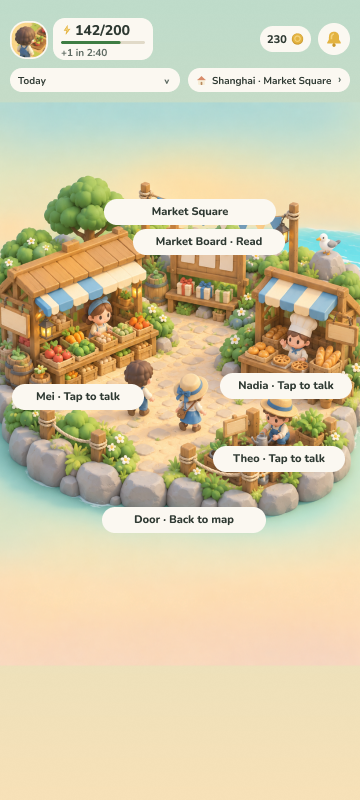 142/200
+1 in 2:40
230
Today
Shanghai · Market Square
Market Square
Market Board · Read
Nadia · Tap to talk
Mei · Tap to talk
Theo · Tap to talk
Door · Back to map